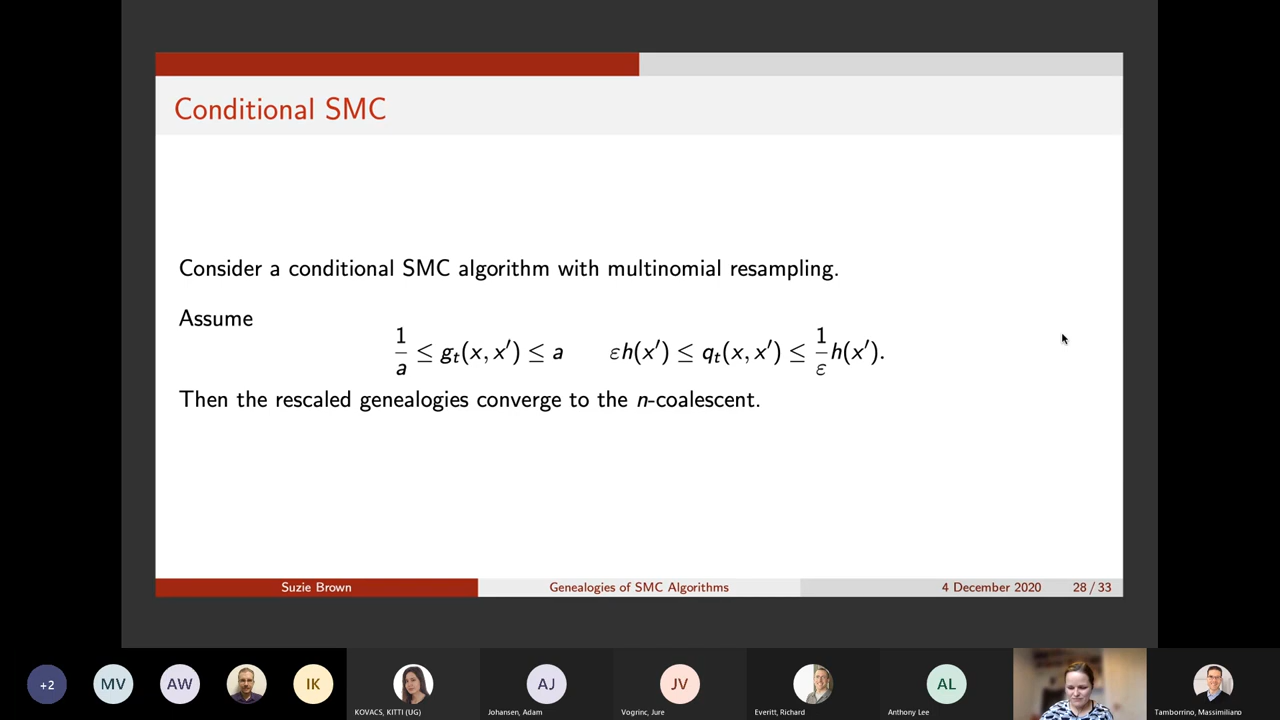 Conditional SMC
Consider a conditional SMC algorithm with multinomial resampling.
Assume
1/a ≤ g_t(x, x′) ≤ a    εh(x′) ≤ q_t(x, x′) ≤ 1/ε h(x′).
Then the rescaled genealogies converge to the n-coalescent.
Suzie Brown
Genealogies of SMC Algorithms
4 December 2020
28 / 33
+2
MV
AW
IK
AJ
JV
AL
KOVACS, KITTI (UG)
Johansen, Adam
Vogrinc, Jure
Everitt, Richard
Anthony Lee
Tamborrino, Massimiliano